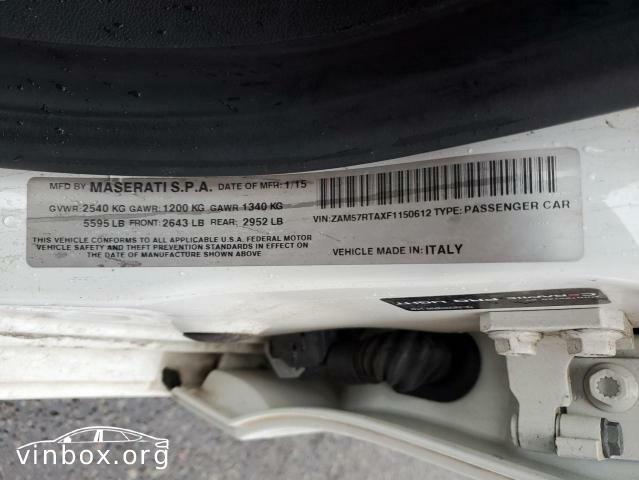 MFD BY MASERATI S.P.A. DATE OF MFR: 1/15
GVWR: 2540 KG GAWR: 1200 KG GAWR 1340 KG
5595 LB FRONT: 2643 LB REAR: 2952 LB
THIS VEHICLE CONFORMS TO ALL APPLICABLE U.S.A. FEDERAL MOTOR
VEHICLE SAFETY AND THEFT PREVENTION STANDARDS IN EFFECT ON
THE DATE OF MANUFACTURE SHOWN ABOVE
VIN:ZAM57RTAXF1150612 TYPE: PASSENGER CAR
VEHICLE MADE IN: ITALY
vinbox.org